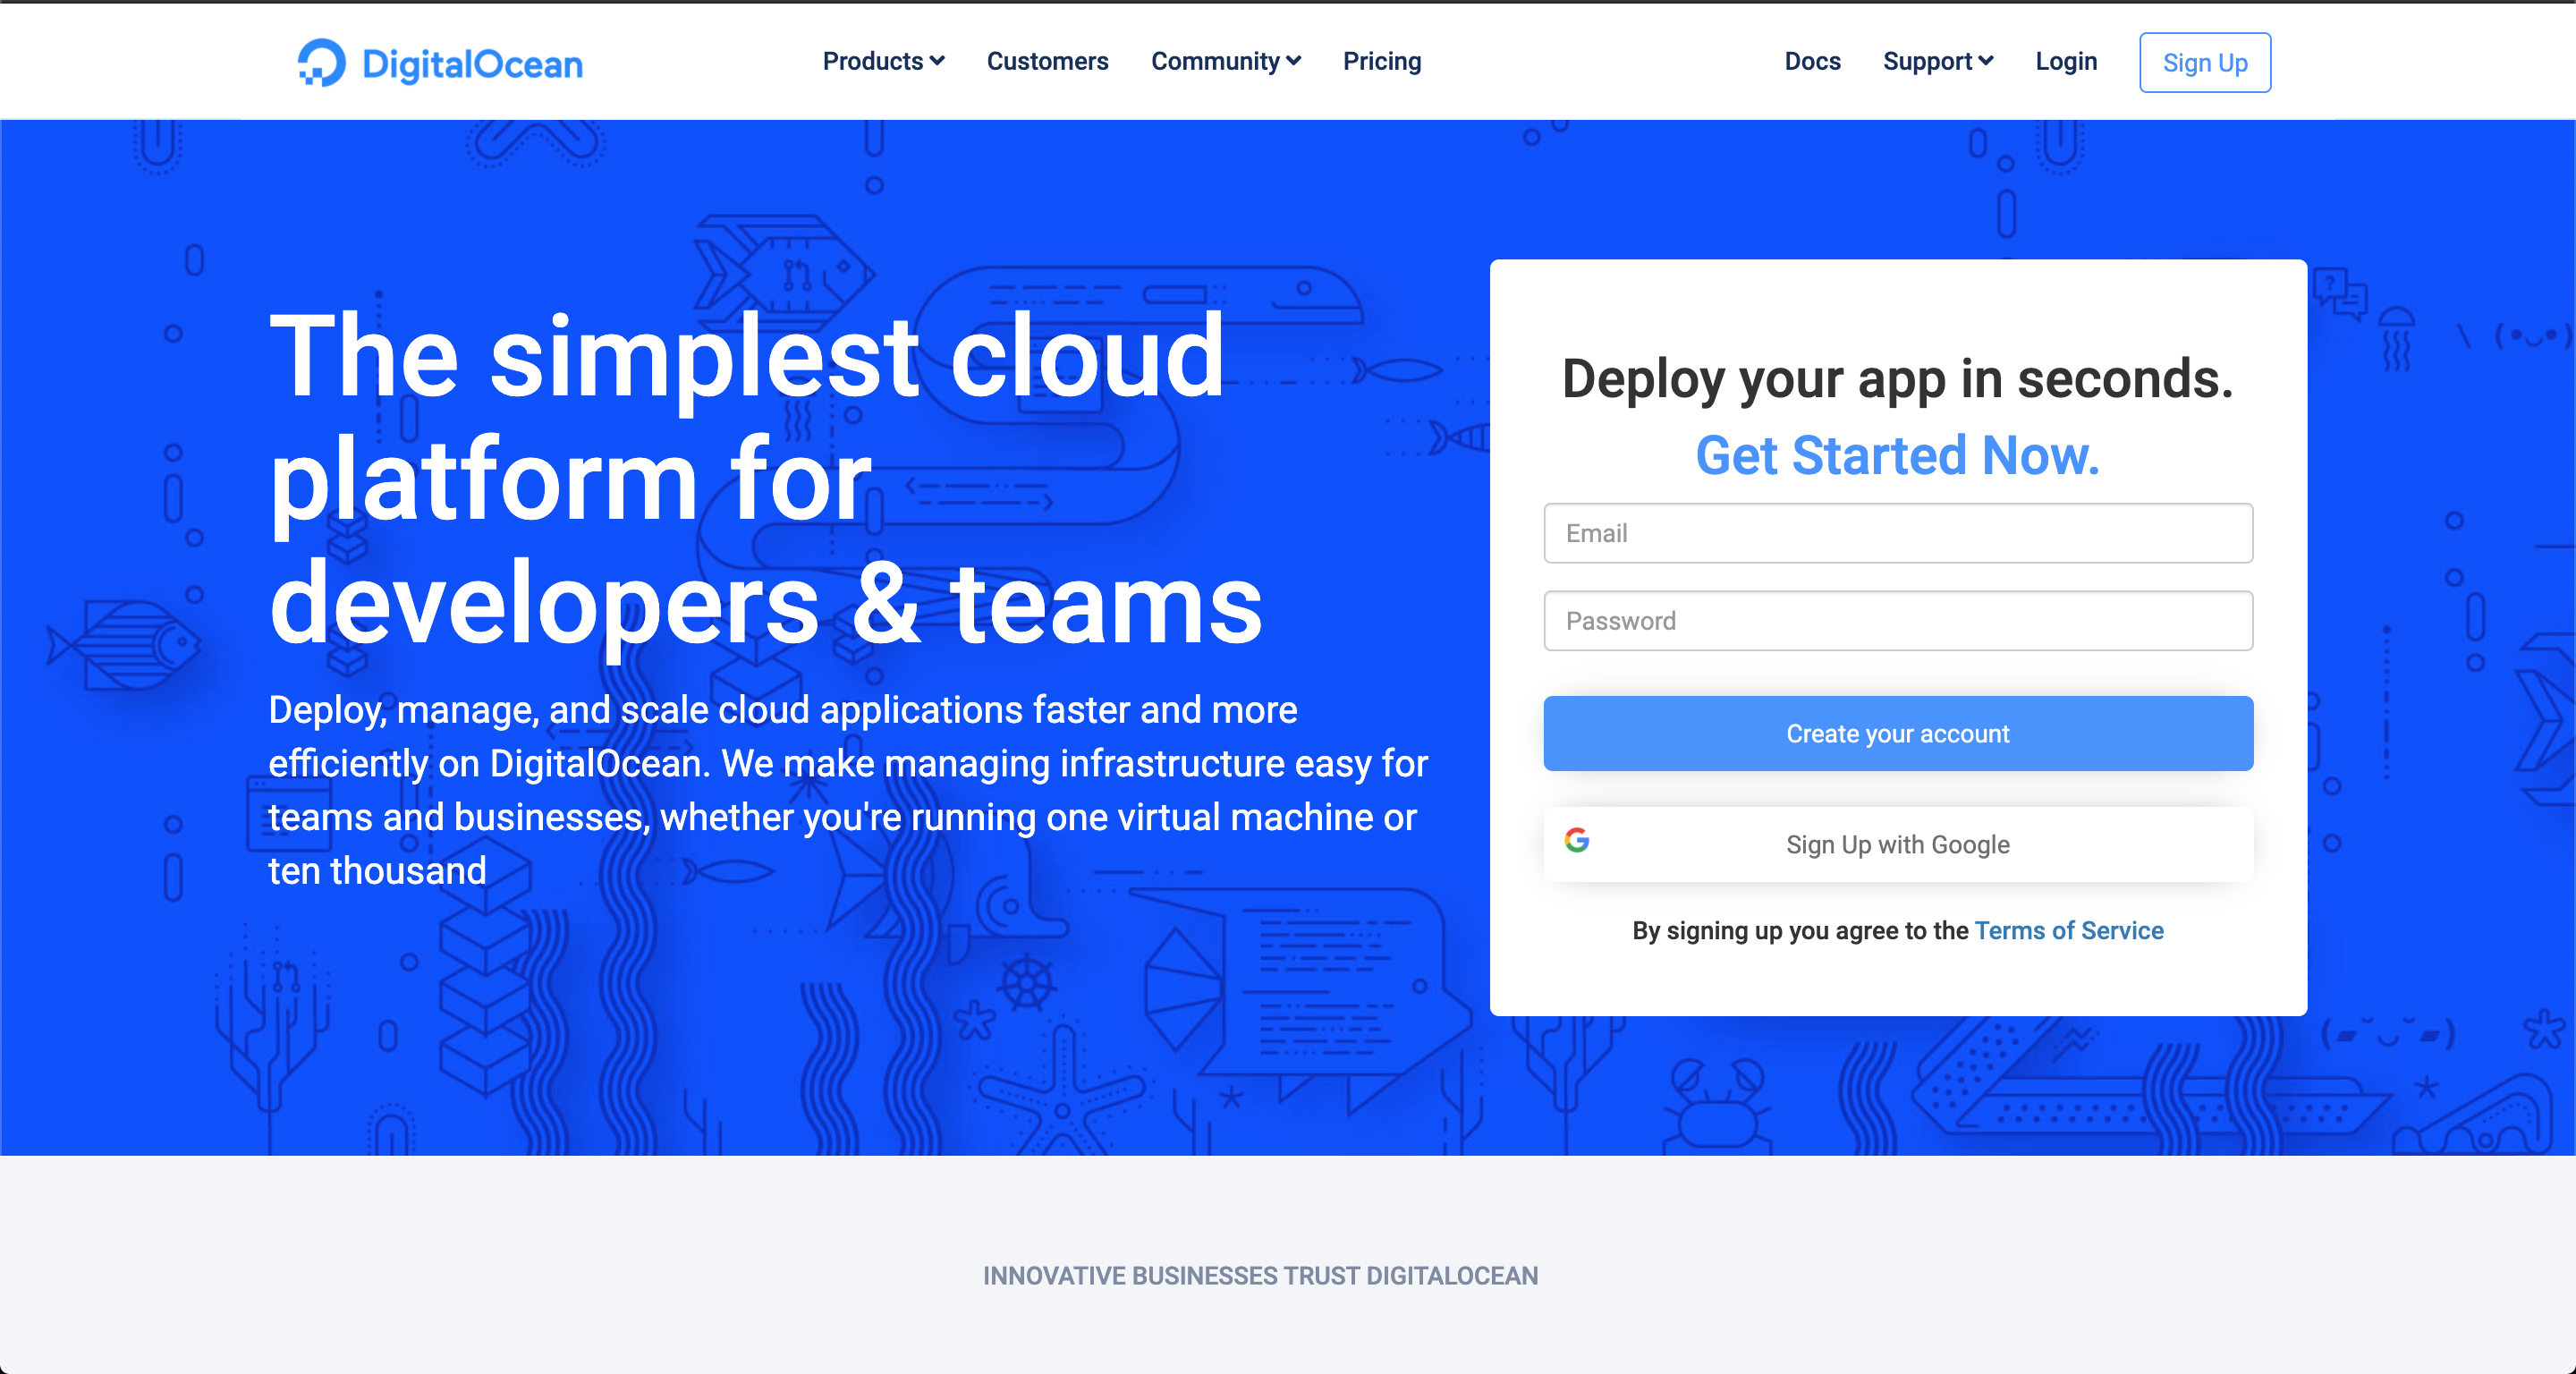 DigitalOcean
Products
Customers
Community
Pricing
Docs
Support
Login
Sign Up
The simplest cloud
platform for
developers & teams
Deploy, manage, and scale cloud applications faster and more
efficiently on DigitalOcean. We make managing infrastructure easy for
teams and businesses, whether you're running one virtual machine or
ten thousand
Deploy your app in seconds.
Get Started Now.
Email
Password
Create your account
Sign Up with Google
By signing up you agree to the Terms of Service
INNOVATIVE BUSINESSES TRUST DIGITALOCEAN